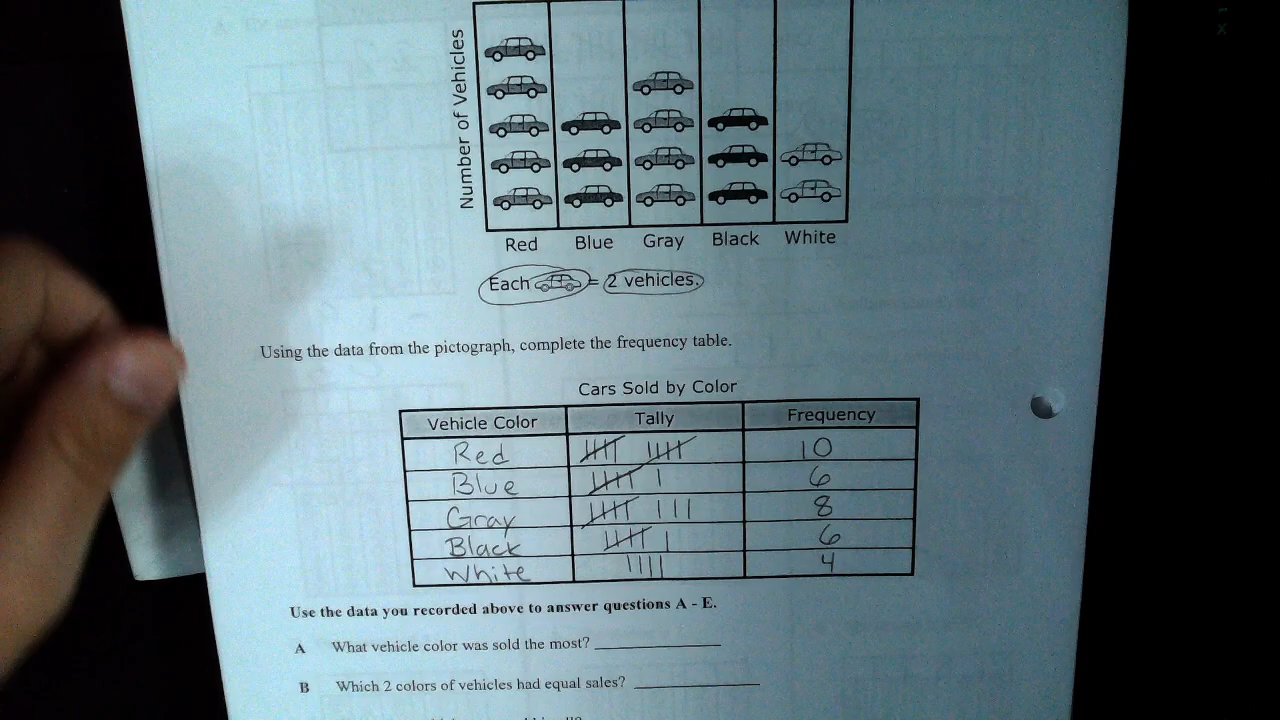 Number of Vehicles
Red Blue Gray Black White
Each = 2 vehicles.
Using the data from the pictograph, complete the frequency table.
Cars Sold by Color
Vehicle Color Tally Frequency
Red 10
Blue 6
Gray 8
Black 6
White 4
Use the data you recorded above to answer questions A - E.
A What vehicle color was sold the most?
B Which 2 colors of vehicles had equal sales?